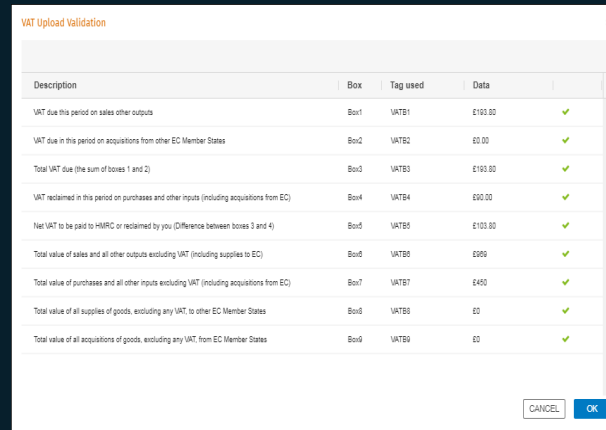 VAT Upload Validation
Description Box Tag used Data
VAT due this period on sales other outputs Box1 VATB1 £193.80
VAT due in this period on acquisitions from other EC Member States Box2 VATB2 £0.00
Total VAT due (the sum of boxes 1 and 2) Box3 VATB3 £193.80
VAT reclaimed in this period on purchases and other inputs (including acquisitions from EC) Box4 VATB4 £90.00
Net VAT to be paid to HMRC or reclaimed by you (Difference between boxes 3 and 4) Box5 VATB5 £103.80
Total value of sales and all other outputs excluding VAT (including supplies to EC) Box6 VATB6 £969
Total value of purchases and all other inputs excluding VAT (including acquisitions from EC) Box7 VATB7 £450
Total value of all supplies of goods, excluding any VAT, to other EC Member States Box8 VATB8 £0
Total value of all acquisitions of goods, excluding any VAT, from EC Member States Box9 VATB9 £0
CANCEL OK